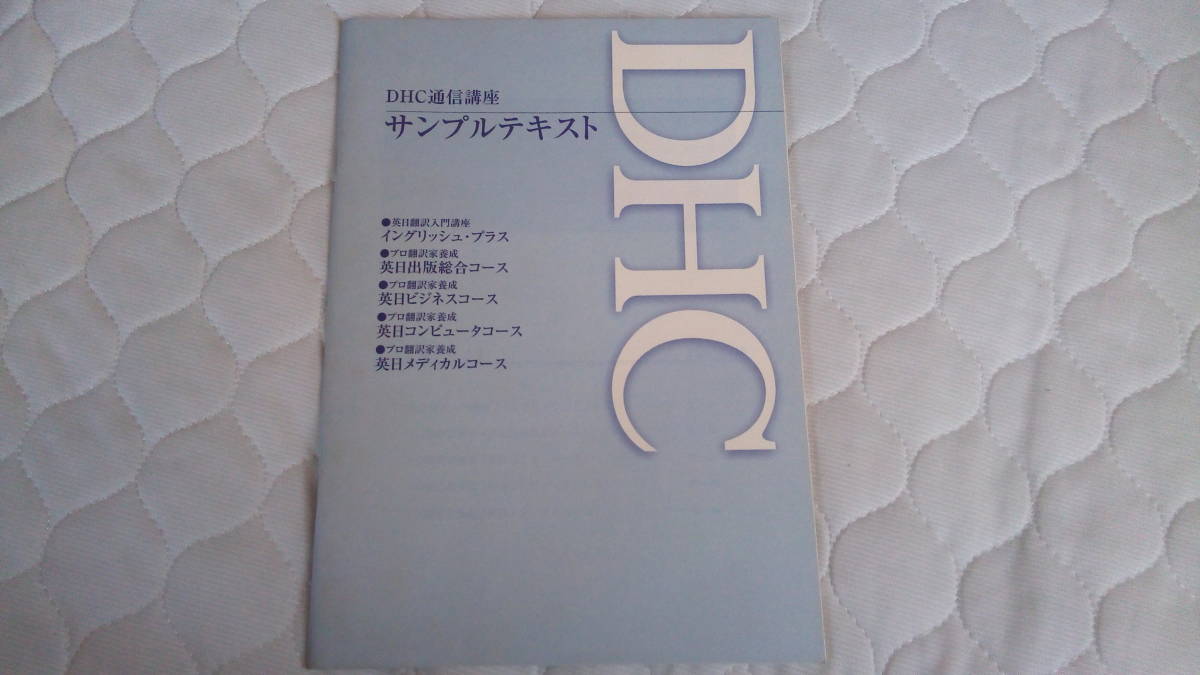 DHC通信講座
サンプルテキスト
●英日翻訳入門講座
イングリッシュ・プラス
●プロ翻訳家養成
英日出版総合コース
●プロ翻訳家養成
英日ビジネスコース
●プロ翻訳家養成
英日コンピュータコース
●プロ翻訳家養成
英日メディカルコース
DHC